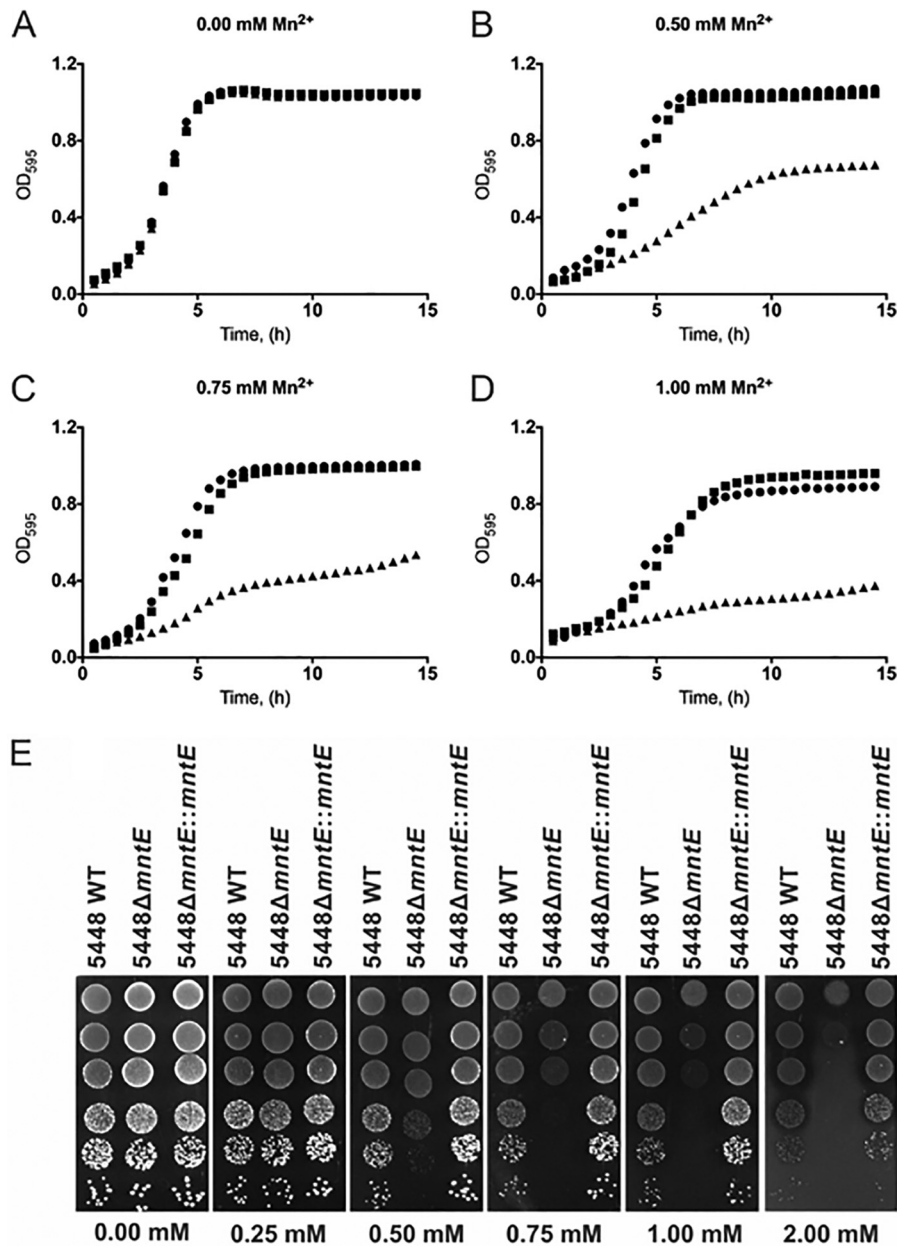 A
0.00 mM Mn²⁺
1.2
0.8
0.4
0.0
OD₅₉₅
0 5 10 15
Time, (h)
B
0.50 mM Mn²⁺
1.2
0.8
0.4
0.0
OD₅₉₅
0 5 10 15
Time, (h)
C
0.75 mM Mn²⁺
1.2
0.8
0.4
0.0
OD₅₉₅
0 5 10 15
Time, (h)
D
1.00 mM Mn²⁺
1.2
0.8
0.4
0.0
OD₅₉₅
0 5 10 15
Time, (h)
E
5448 WT
5448ΔmntE
5448ΔmntE::mntE
5448 WT
5448ΔmntE
5448ΔmntE::mntE
5448 WT
5448ΔmntE
5448ΔmntE::mntE
5448 WT
5448ΔmntE
5448ΔmntE::mntE
5448 WT
5448ΔmntE
5448ΔmntE::mntE
5448 WT
5448ΔmntE
5448ΔmntE::mntE
0.00 mM 0.25 mM 0.50 mM 0.75 mM 1.00 mM 2.00 mM